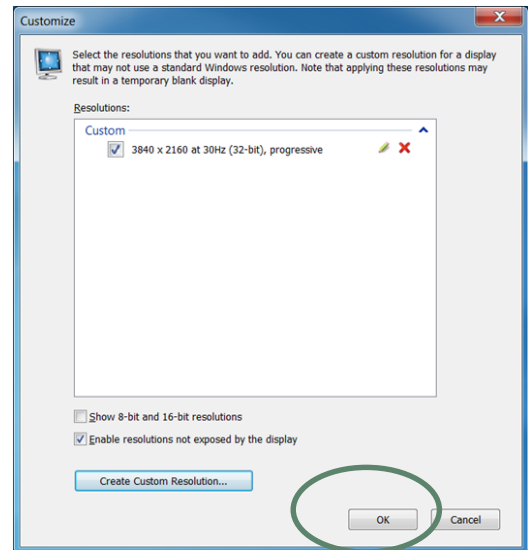 Customize
Select the resolutions that you want to add. You can create a custom resolution for a display
that may not use a standard Windows resolution. Note that applying these resolutions may
result in a temporary blank display.
Resolutions:
Custom
3840 x 2160 at 30Hz (32-bit), progressive
Show 8-bit and 16-bit resolutions
Enable resolutions not exposed by the display
Create Custom Resolution...
OK Cancel